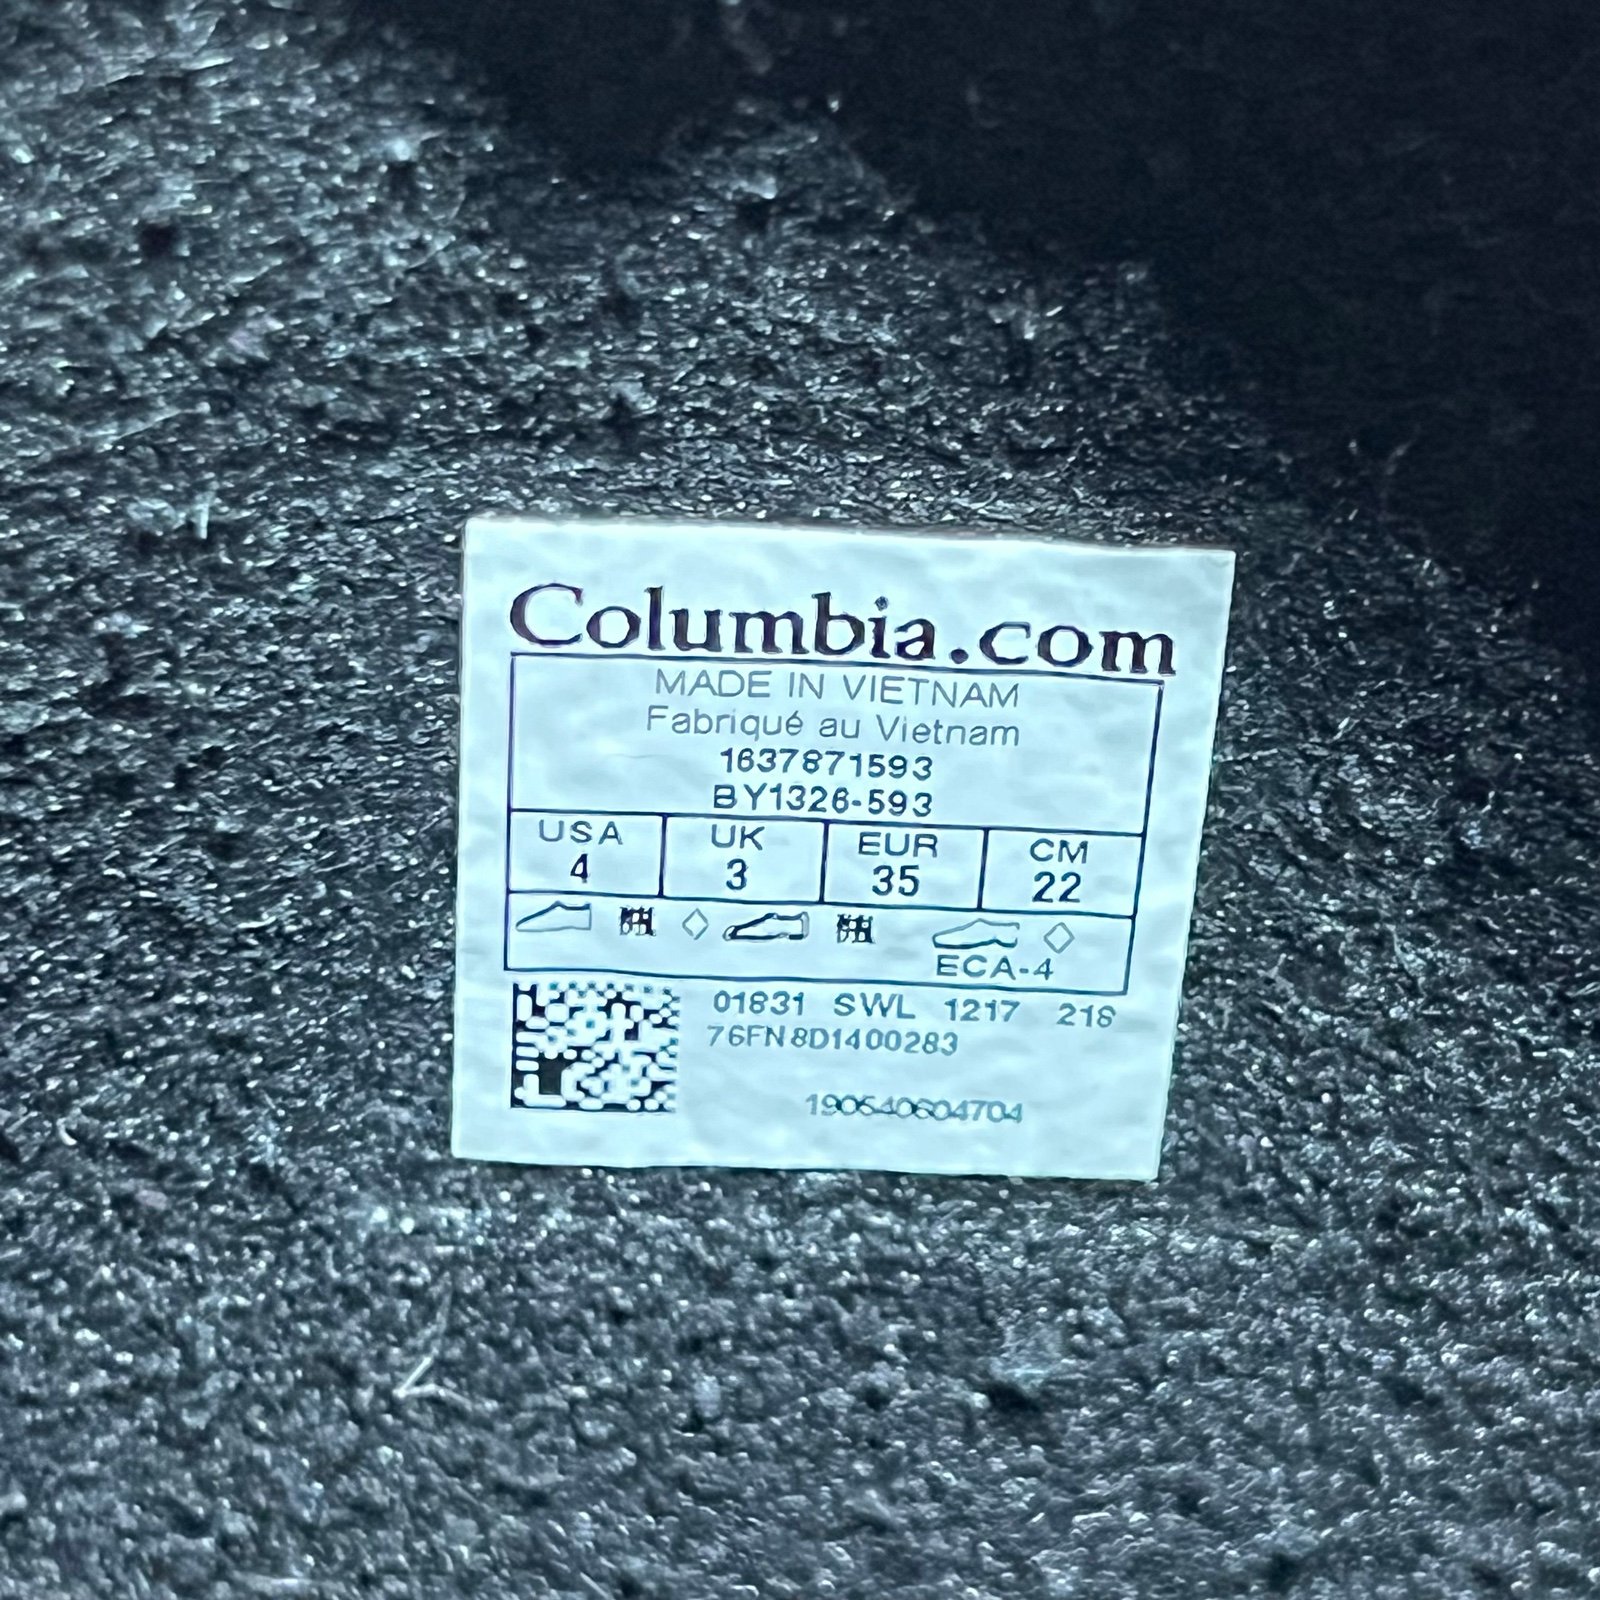 Columbia.com
MADE IN VIETNAM
Fabriqué au Vietnam
1637871593
BY1326-593
USA UK EUR CM
4 3 35 22
ECA-4
01831 SWL 1217 218
76FN8D1400283
190540604704